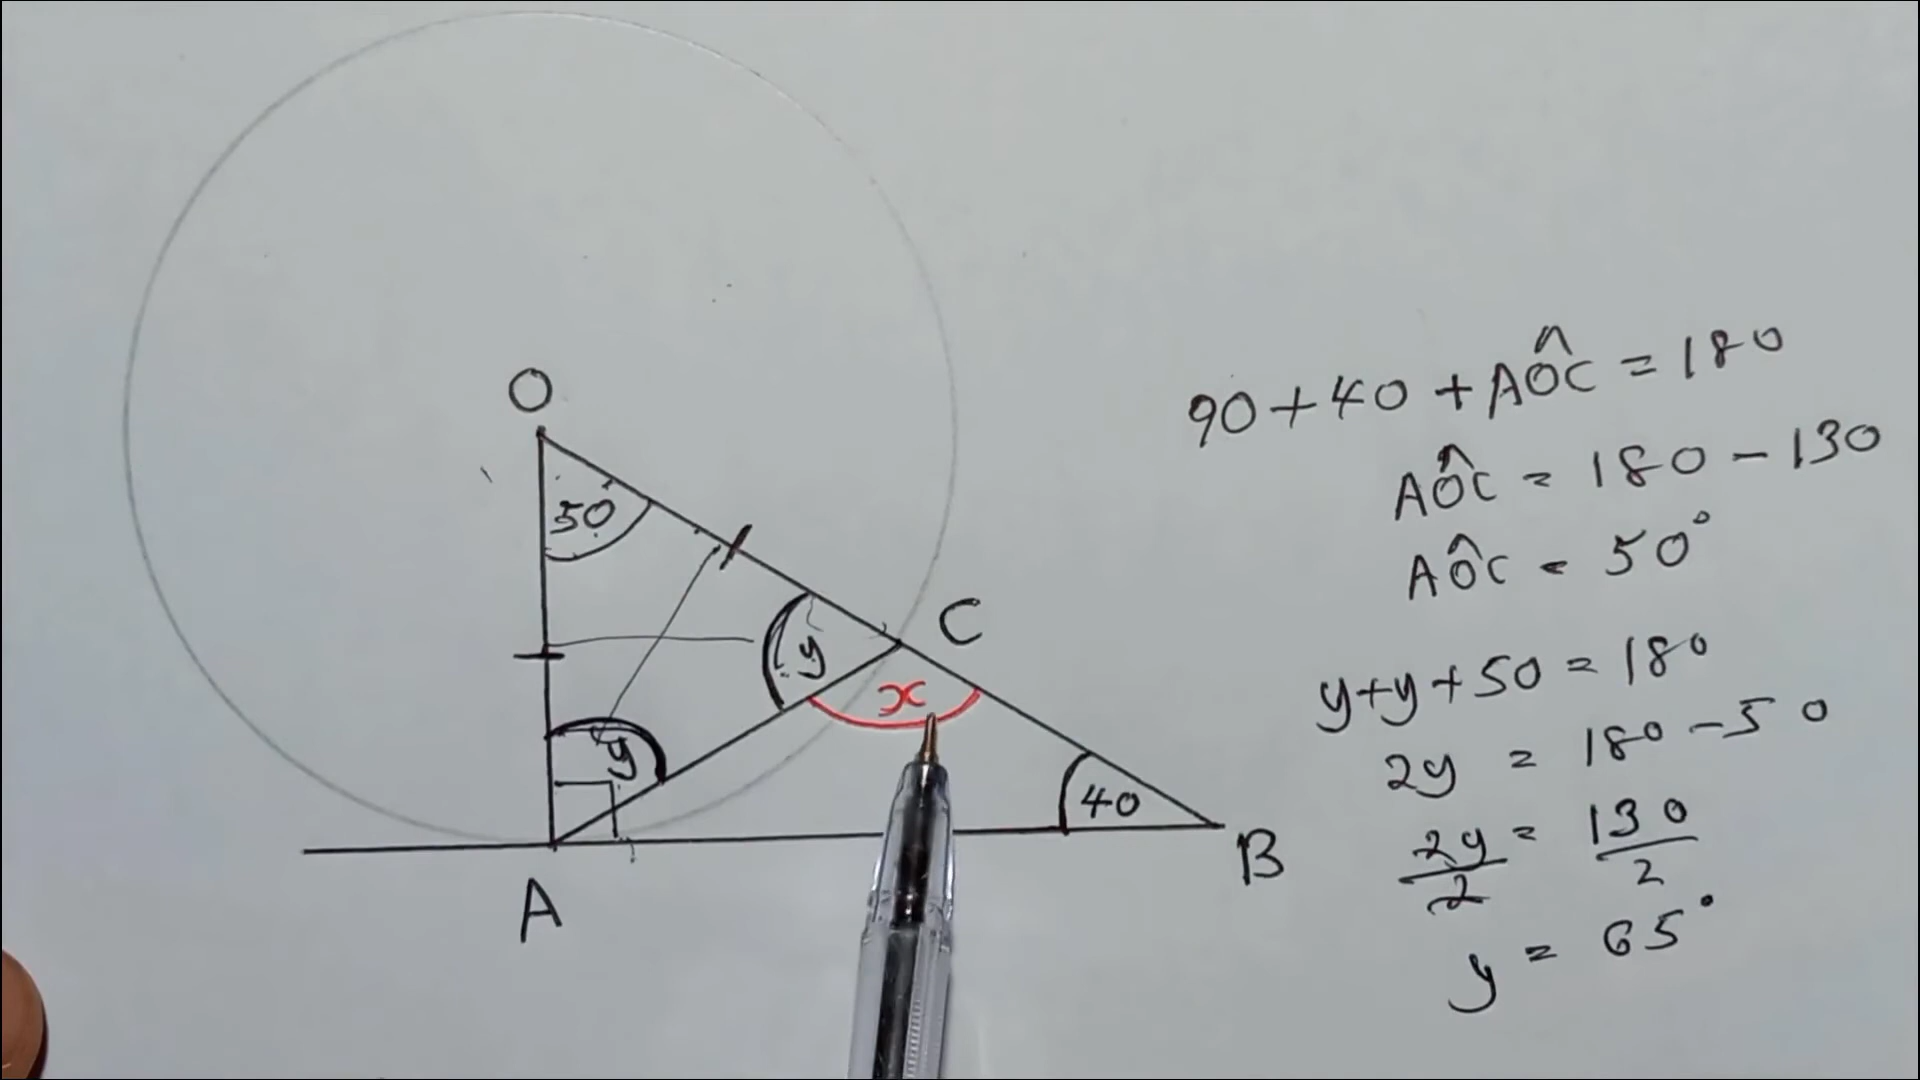 O
50
C
y
x
y
40
B
A
90+40+AÔC = 180
AÔC = 180 - 130
AÔC = 50°
y+y+50 = 180
2y = 180 - 50
2y/2 = 130/2
y = 65°